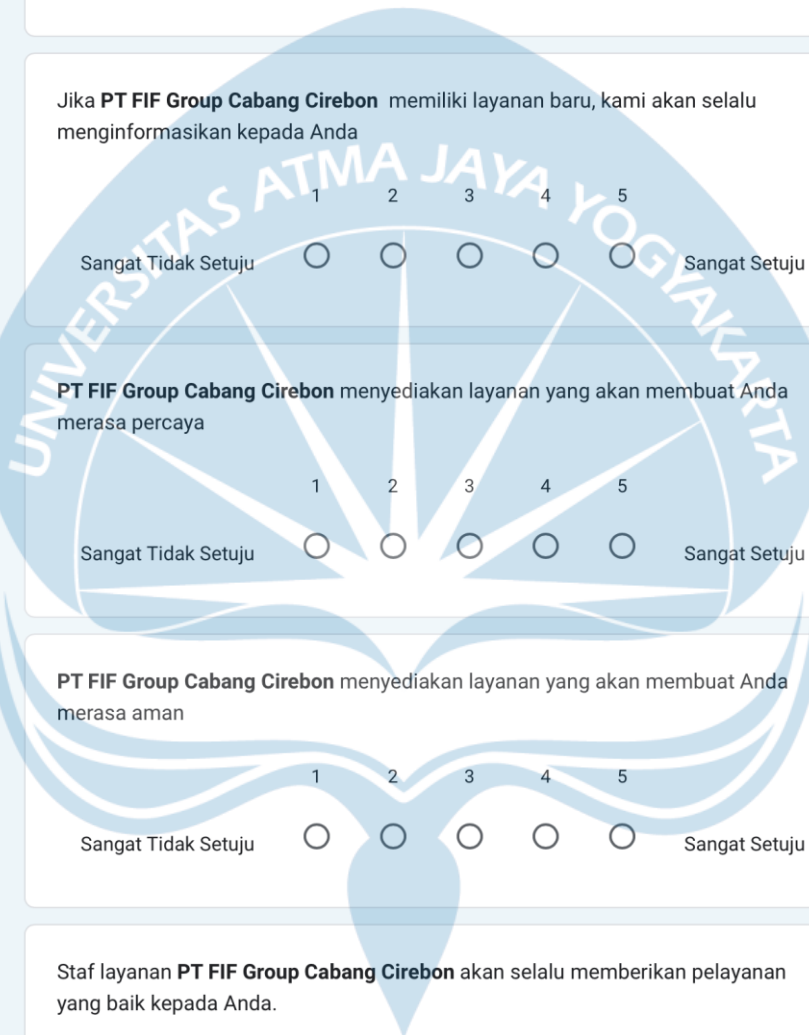 Jika PT FIF Group Cabang Cirebon memiliki layanan baru, kami akan selalu
menginformasikan kepada Anda
UNIVERSITAS ATMA JAYA YOGYAKARTA
1 2 3 4 5
Sangat Tidak Setuju Sangat Setuju
PT FIF Group Cabang Cirebon menyediakan layanan yang akan membuat Anda
merasa percaya
1 2 3 4 5
Sangat Tidak Setuju Sangat Setuju
PT FIF Group Cabang Cirebon menyediakan layanan yang akan membuat Anda
merasa aman
1 2 3 4 5
Sangat Tidak Setuju Sangat Setuju
Staf layanan PT FIF Group Cabang Cirebon akan selalu memberikan pelayanan
yang baik kepada Anda.